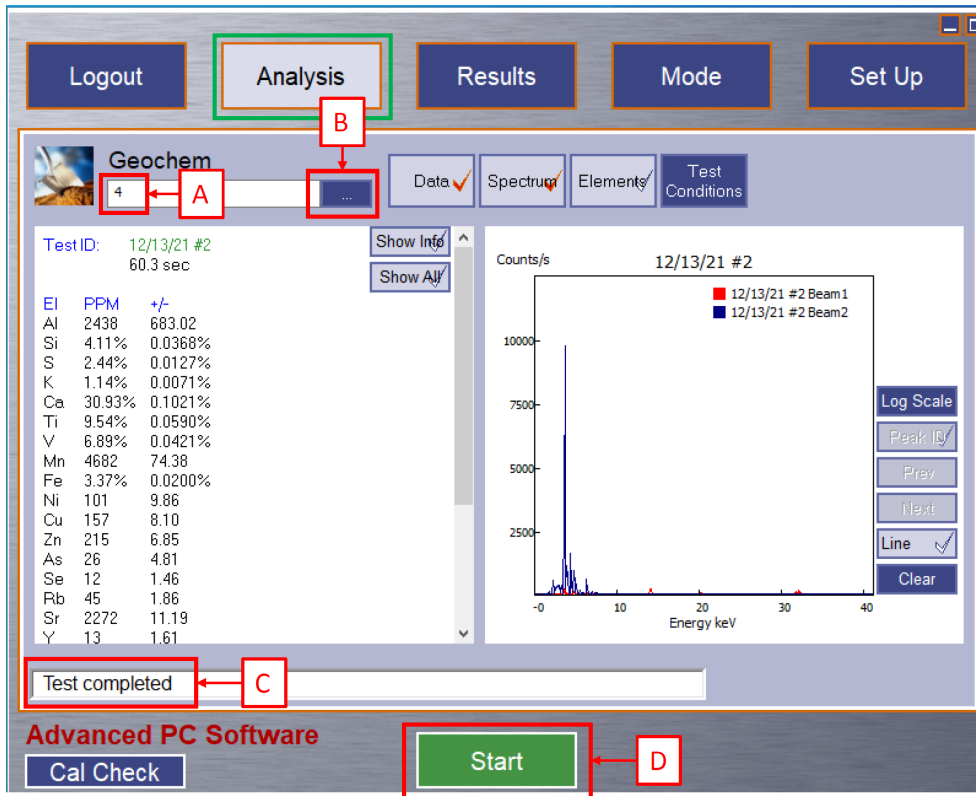 Logout Analysis Results Mode Set Up
B
Geochem
4
A
...
Data Spectrum Elements Test Conditions
Test ID: 12/13/21 #2
60.3 sec
Show Info
Show All
El PPM +/-
Al 2438 683.02
Si 4.11% 0.0368%
S 2.44% 0.0127%
K 1.14% 0.0071%
Ca 30.93% 0.1021%
Ti 9.54% 0.0590%
V 6.89% 0.0421%
Mn 4682 74.38
Fe 3.37% 0.0200%
Ni 101 9.86
Cu 157 8.10
Zn 215 6.85
As 26 4.81
Se 12 1.46
Rb 45 1.86
Sr 2272 11.19
Y 13 1.61
Counts/s
12/13/21 #2
12/13/21 #2 Beam1
12/13/21 #2 Beam2
10000
7500
5000
2500
-0 10 20 30 40
Energy keV
Log Scale
Peak ID
Prev
Next
Line
Clear
Test completed
C
Advanced PC Software
Cal Check
Start
D